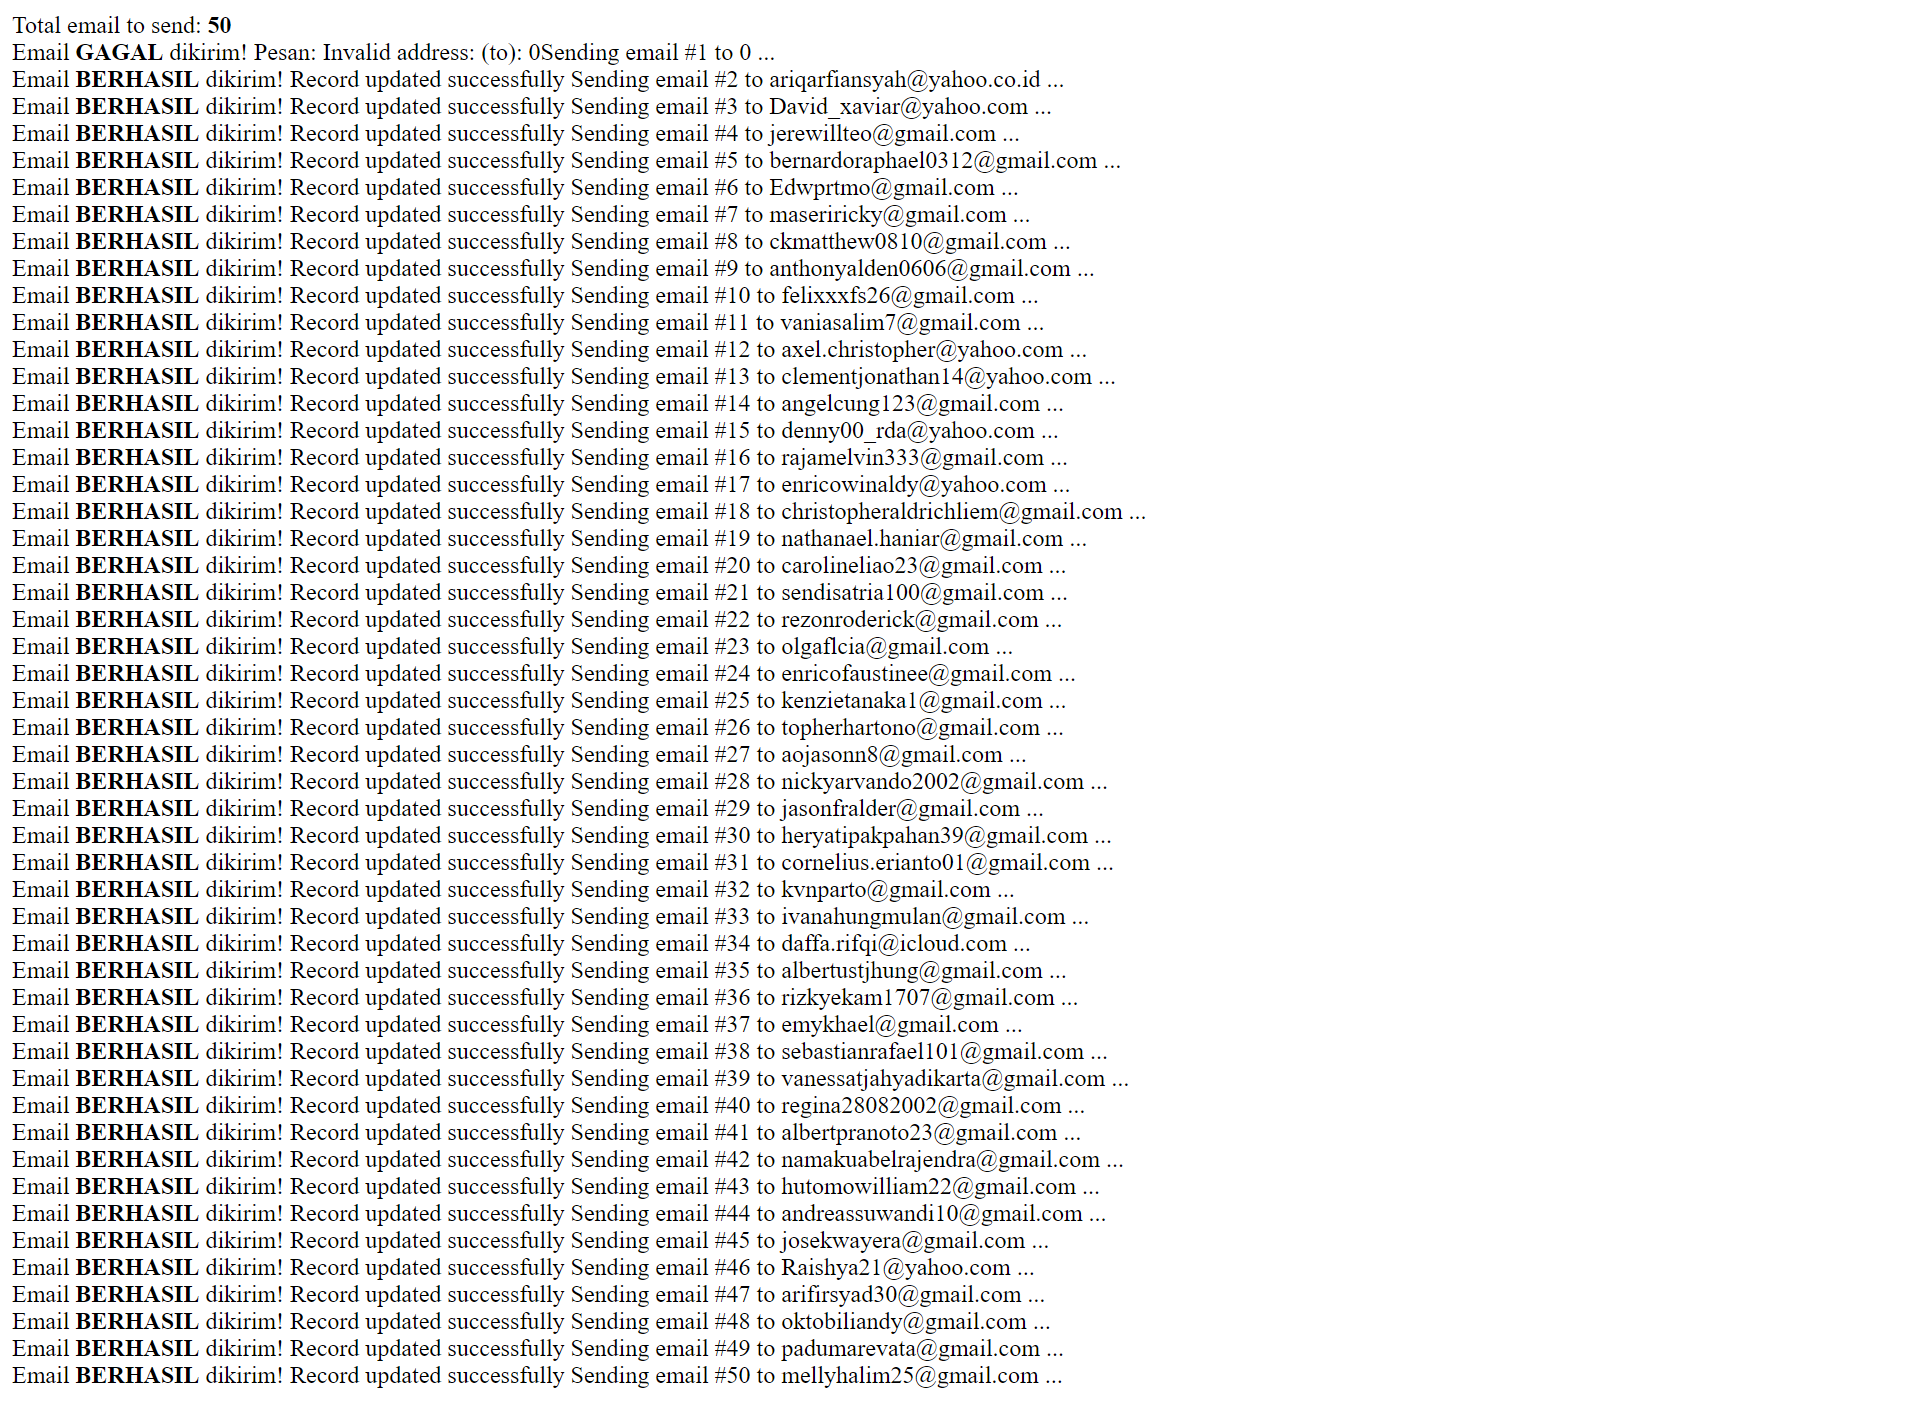 Total email to send: 50
Email GAGAL dikirim! Pesan: Invalid address: (to): 0Sending email #1 to 0 ...
Email BERHASIL dikirim! Record updated successfully Sending email #2 to ariqarfiansyah@yahoo.co.id ...
Email BERHASIL dikirim! Record updated successfully Sending email #3 to David_xaviar@yahoo.com ...
Email BERHASIL dikirim! Record updated successfully Sending email #4 to jerewillteo@gmail.com ...
Email BERHASIL dikirim! Record updated successfully Sending email #5 to bernardoraphael0312@gmail.com ...
Email BERHASIL dikirim! Record updated successfully Sending email #6 to Edwprtmo@gmail.com ...
Email BERHASIL dikirim! Record updated successfully Sending email #7 to maseriricky@gmail.com ...
Email BERHASIL dikirim! Record updated successfully Sending email #8 to ckmatthew0810@gmail.com ...
Email BERHASIL dikirim! Record updated successfully Sending email #9 to anthonyalden0606@gmail.com ...
Email BERHASIL dikirim! Record updated successfully Sending email #10 to felixxxfs26@gmail.com ...
Email BERHASIL dikirim! Record updated successfully Sending email #11 to vaniasalim7@gmail.com ...
Email BERHASIL dikirim! Record updated successfully Sending email #12 to axel.christopher@yahoo.com ...
Email BERHASIL dikirim! Record updated successfully Sending email #13 to clementjonathan14@yahoo.com ...
Email BERHASIL dikirim! Record updated successfully Sending email #14 to angelcung123@gmail.com ...
Email BERHASIL dikirim! Record updated successfully Sending email #15 to denny00_rda@yahoo.com ...
Email BERHASIL dikirim! Record updated successfully Sending email #16 to rajamelvin333@gmail.com ...
Email BERHASIL dikirim! Record updated successfully Sending email #17 to enricowinaldy@yahoo.com ...
Email BERHASIL dikirim! Record updated successfully Sending email #18 to christopheraldrichliem@gmail.com ...
Email BERHASIL dikirim! Record updated successfully Sending email #19 to nathanael.haniar@gmail.com ...
Email BERHASIL dikirim! Record updated successfully Sending email #20 to carolineliao23@gmail.com ...
Email BERHASIL dikirim! Record updated successfully Sending email #21 to sendisatria100@gmail.com ...
Email BERHASIL dikirim! Record updated successfully Sending email #22 to rezonroderick@gmail.com ...
Email BERHASIL dikirim! Record updated successfully Sending email #23 to olgaflcia@gmail.com ...
Email BERHASIL dikirim! Record updated successfully Sending email #24 to enricofaustinee@gmail.com ...
Email BERHASIL dikirim! Record updated successfully Sending email #25 to kenzietanaka1@gmail.com ...
Email BERHASIL dikirim! Record updated successfully Sending email #26 to topherhartono@gmail.com ...
Email BERHASIL dikirim! Record updated successfully Sending email #27 to aojasonn8@gmail.com ...
Email BERHASIL dikirim! Record updated successfully Sending email #28 to nickyarvando2002@gmail.com ...
Email BERHASIL dikirim! Record updated successfully Sending email #29 to jasonfralder@gmail.com ...
Email BERHASIL dikirim! Record updated successfully Sending email #30 to heryatipakpahan39@gmail.com ...
Email BERHASIL dikirim! Record updated successfully Sending email #31 to cornelius.erianto01@gmail.com ...
Email BERHASIL dikirim! Record updated successfully Sending email #32 to kvnparto@gmail.com ...
Email BERHASIL dikirim! Record updated successfully Sending email #33 to ivanahungmulan@gmail.com ...
Email BERHASIL dikirim! Record updated successfully Sending email #34 to daffa.rifqi@icloud.com ...
Email BERHASIL dikirim! Record updated successfully Sending email #35 to albertustjhung@gmail.com ...
Email BERHASIL dikirim! Record updated successfully Sending email #36 to rizkyekam1707@gmail.com ...
Email BERHASIL dikirim! Record updated successfully Sending email #37 to emykhael@gmail.com ...
Email BERHASIL dikirim! Record updated successfully Sending email #38 to sebastianrafael101@gmail.com ...
Email BERHASIL dikirim! Record updated successfully Sending email #39 to vanessatjahyadikarta@gmail.com ...
Email BERHASIL dikirim! Record updated successfully Sending email #40 to regina28082002@gmail.com ...
Email BERHASIL dikirim! Record updated successfully Sending email #41 to albertpranoto23@gmail.com ...
Email BERHASIL dikirim! Record updated successfully Sending email #42 to namakuabelrajendra@gmail.com ...
Email BERHASIL dikirim! Record updated successfully Sending email #43 to hutomowilliam22@gmail.com ...
Email BERHASIL dikirim! Record updated successfully Sending email #44 to andreassuwandi10@gmail.com ...
Email BERHASIL dikirim! Record updated successfully Sending email #45 to josekwayera@gmail.com ...
Email BERHASIL dikirim! Record updated successfully Sending email #46 to Raishya21@yahoo.com ...
Email BERHASIL dikirim! Record updated successfully Sending email #47 to arifirsyad30@gmail.com ...
Email BERHASIL dikirim! Record updated successfully Sending email #48 to oktobiliandy@gmail.com ...
Email BERHASIL dikirim! Record updated successfully Sending email #49 to padumarevata@gmail.com ...
Email BERHASIL dikirim! Record updated successfully Sending email #50 to mellyhalim25@gmail.com ...